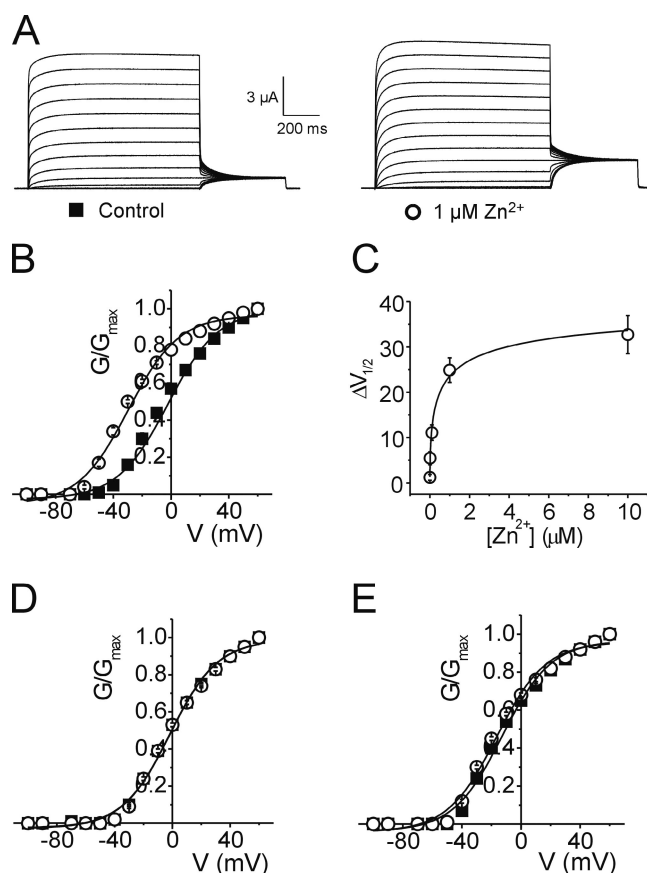 A
3 µA
200 ms
■ Control
○ 1 µM Zn²⁺
B
G/Gmax
1.0
0.8
0.6
0.4
0.2
-80 -40 0 40 80
V (mV)
C
ΔV1/2
40
30
20
10
0
0 2 4 6 8 10
[Zn²⁺] (µM)
D
G/Gmax
1.0
0.8
0.6
0.4
0.2
-80 -40 0 40
V (mV)
E
G/Gmax
1.0
0.8
0.4
0.2
-80 -40 0 40
V (mV)